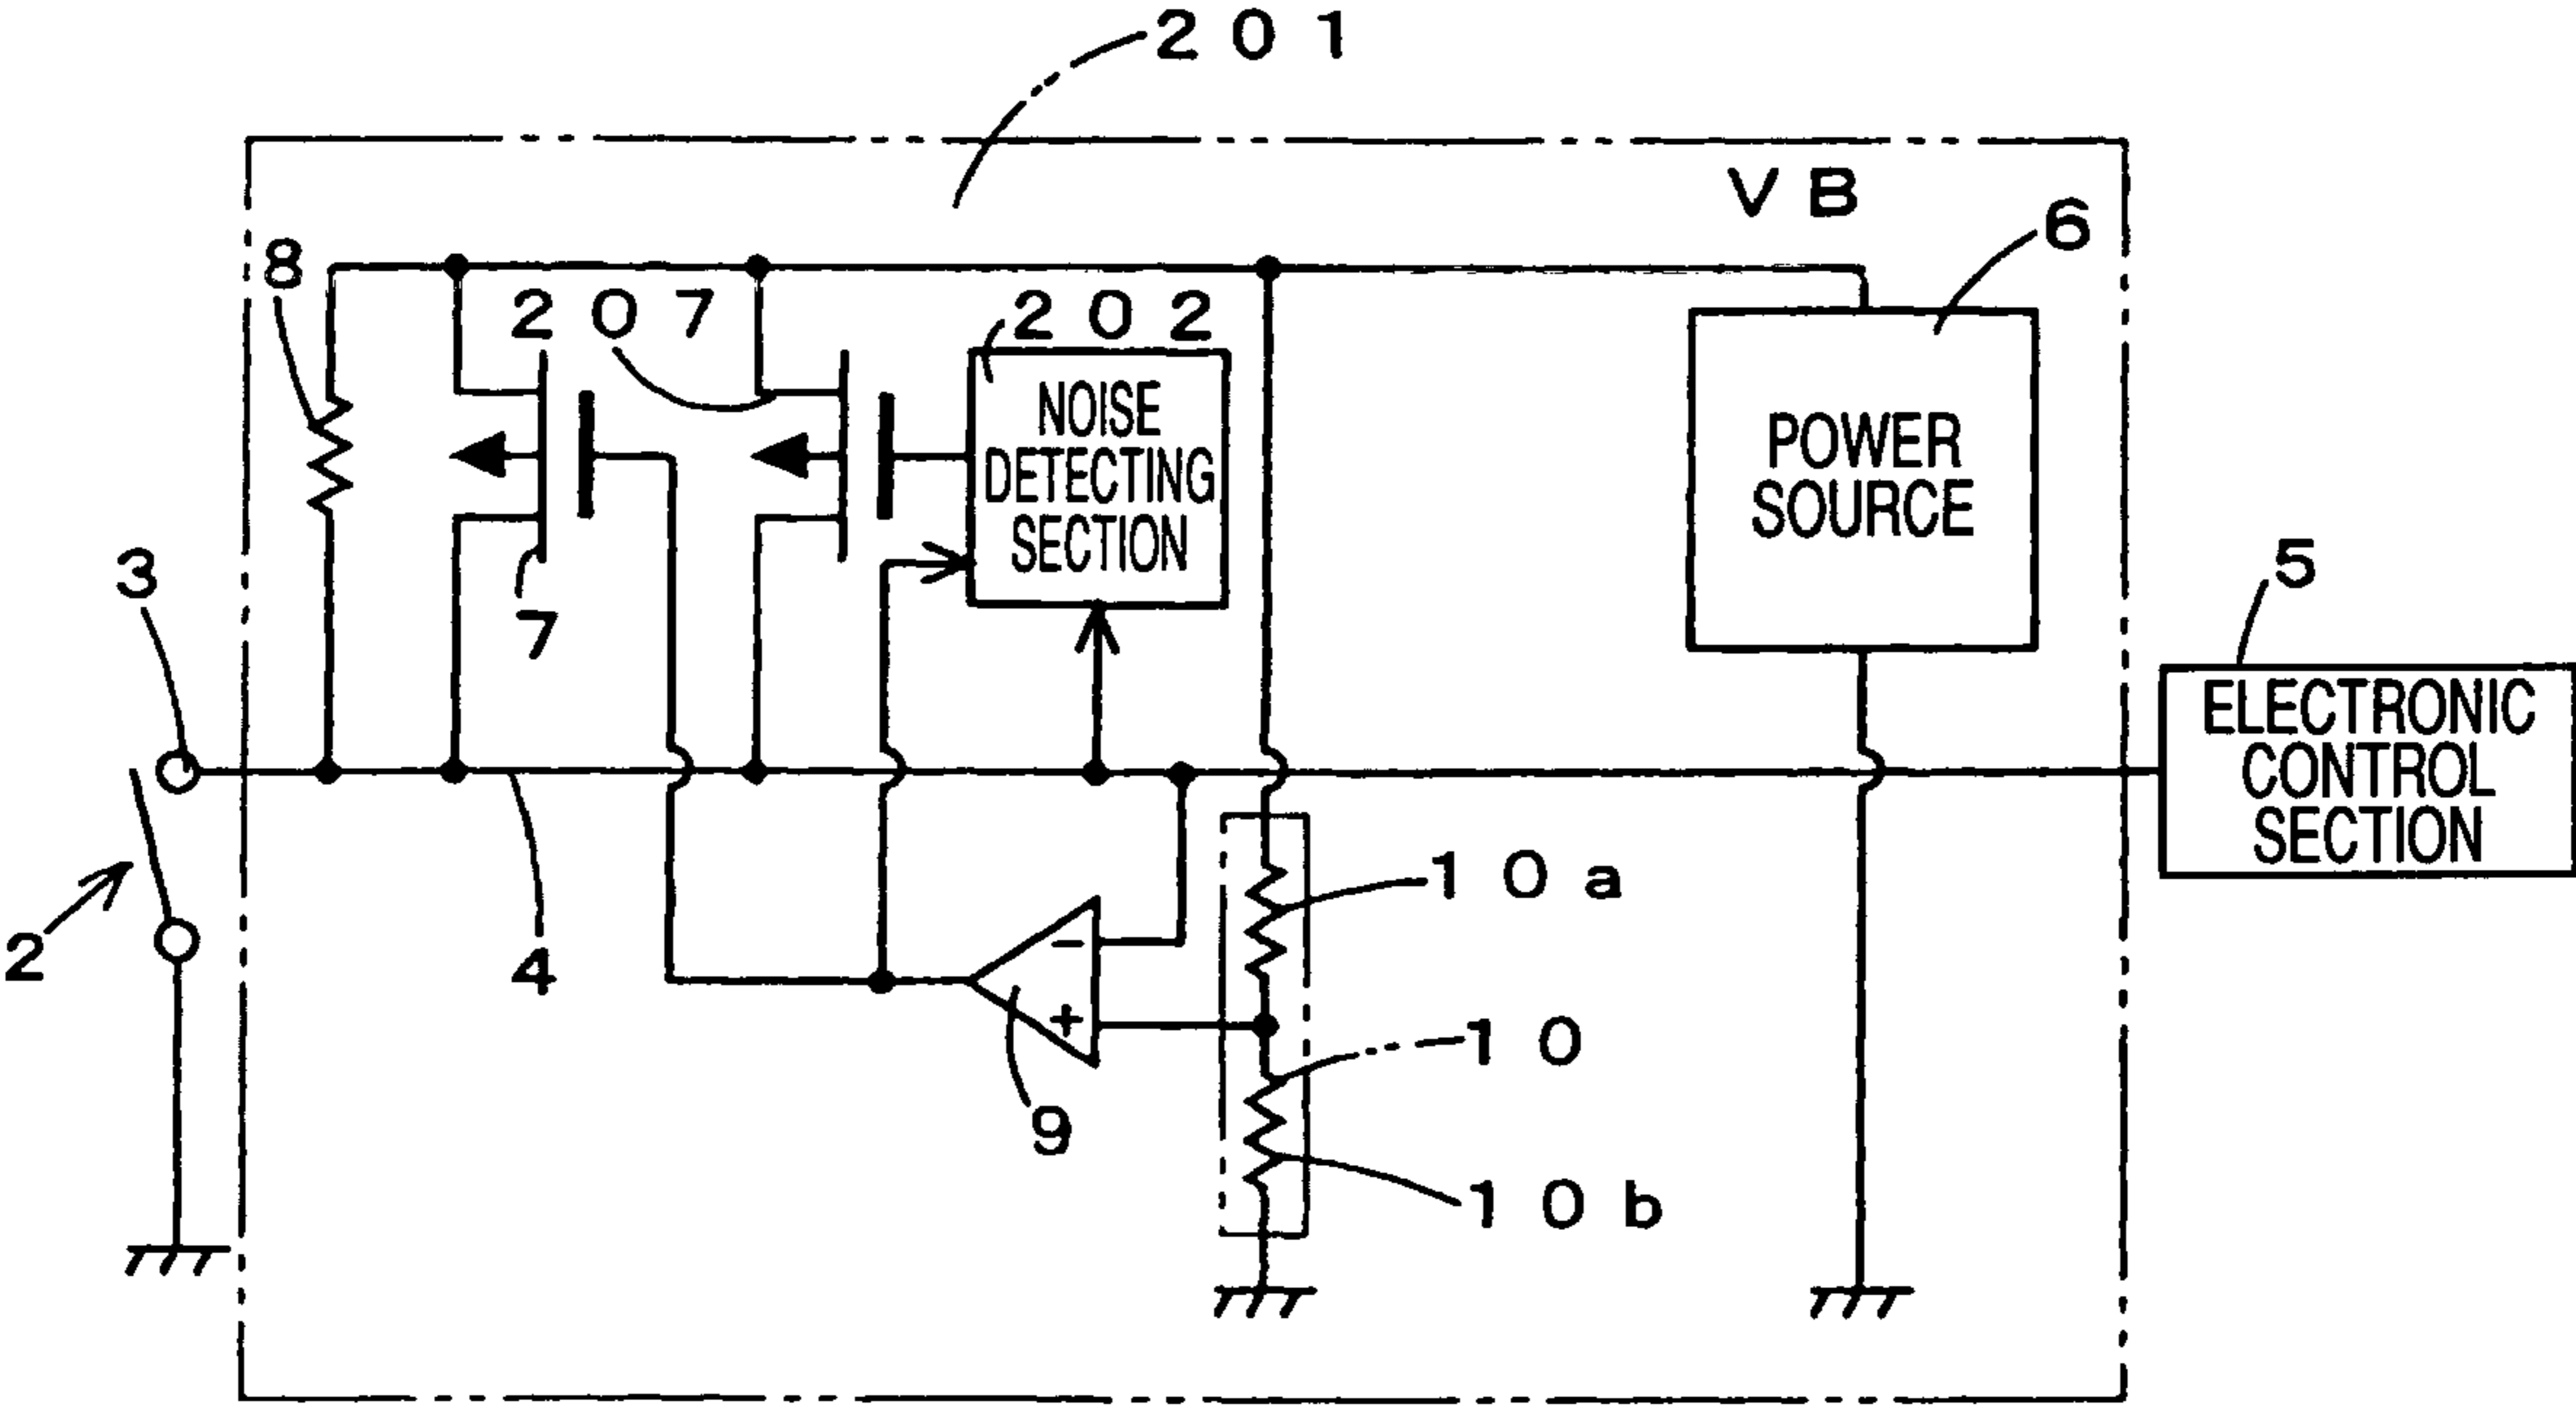 201
VB
6
8
207
202
NOISE
DETECTING
SECTION
POWER
SOURCE
3
7
5
ELECTRONIC
CONTROL
SECTION
2
4
−
+
9
10a
10
10b